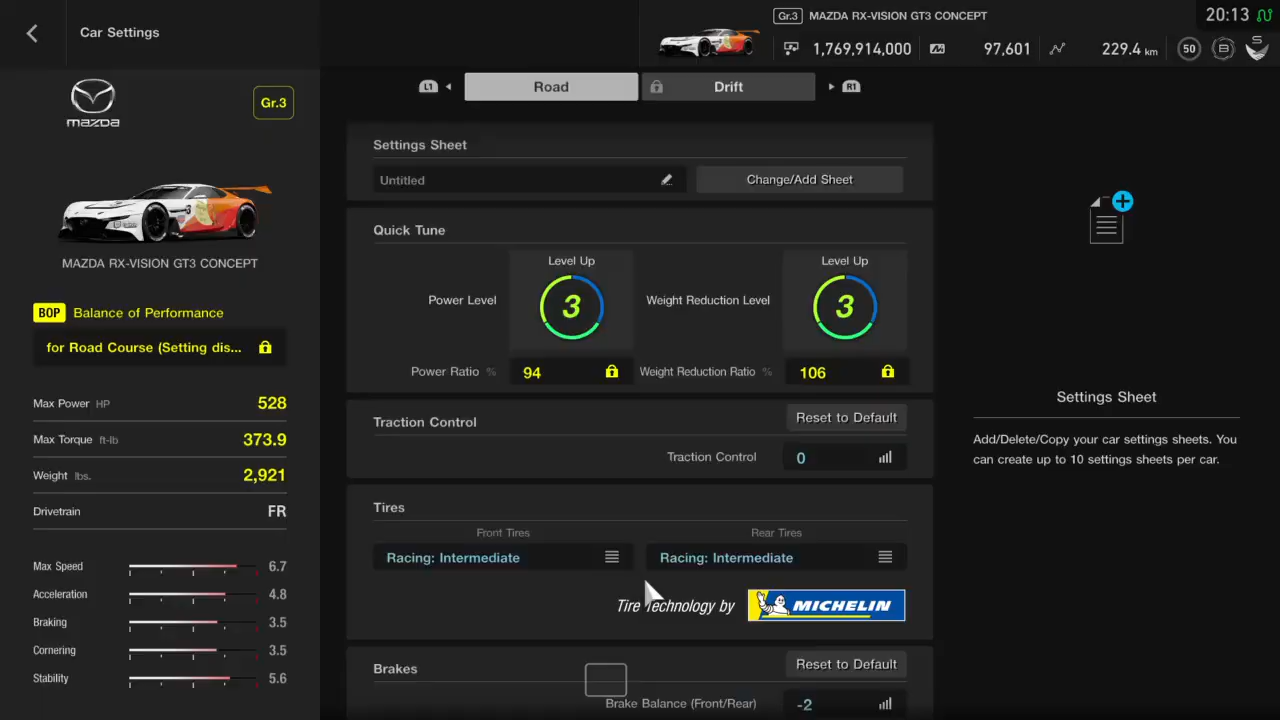 Car Settings
Gr.3 MAZDA RX-VISION GT3 CONCEPT
20:13
1,769,914,000 97,601 229.4 km 50 B S
L1 Road Drift R1
mazda
Gr.3
MAZDA RX-VISION GT3 CONCEPT
BOP Balance of Performance
for Road Course (Setting dis...
Max Power HP 528
Max Torque ft-lb 373.9
Weight lbs. 2,921
Drivetrain FR
Max Speed 6.7
Acceleration 4.8
Braking 3.5
Cornering 3.5
Stability 5.6
Settings Sheet
Untitled Change/Add Sheet
Quick Tune
Level Up Level Up
Power Level 3 Weight Reduction Level 3
Power Ratio % 94 Weight Reduction Ratio % 106
Traction Control Reset to Default
Traction Control 0
Tires
Front Tires Rear Tires
Racing: Intermediate Racing: Intermediate
Tire Technology by MICHELIN
Brakes Reset to Default
Brake Balance (Front/Rear) -2
Settings Sheet
Add/Delete/Copy your car settings sheets. You
can create up to 10 settings sheets per car.